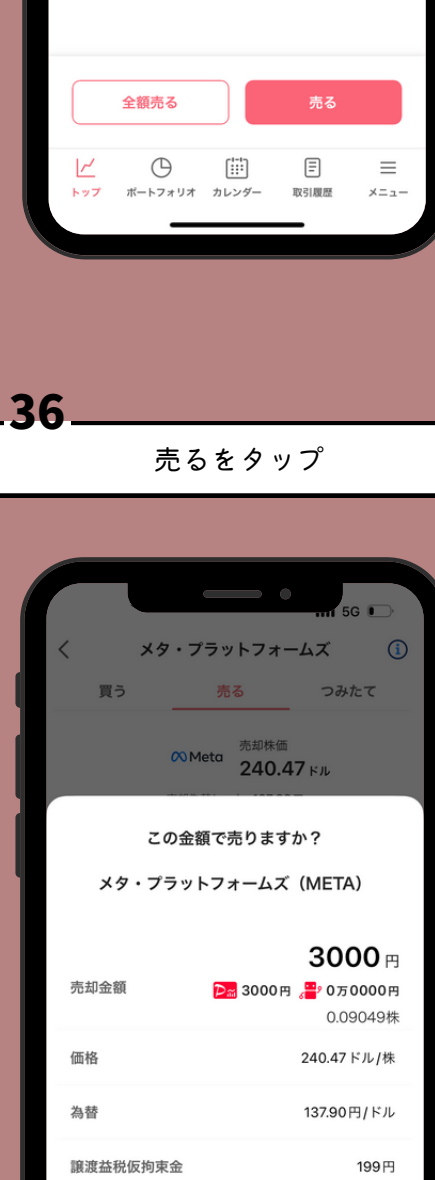 全額売る 売る
トップ ポートフォリオ カレンダー 取引履歴 メニュー
36
売るをタップ
5G
メタ・プラットフォームズ
買う 売る つみたて
Meta 売却株価
240.47ドル
この金額で売りますか？
メタ・プラットフォームズ（META）
3000円
売却金額 3000円 0万0000円
0.09049株
価格 240.47ドル/株
為替 137.90円/ドル
譲渡益税仮拘束金 199円